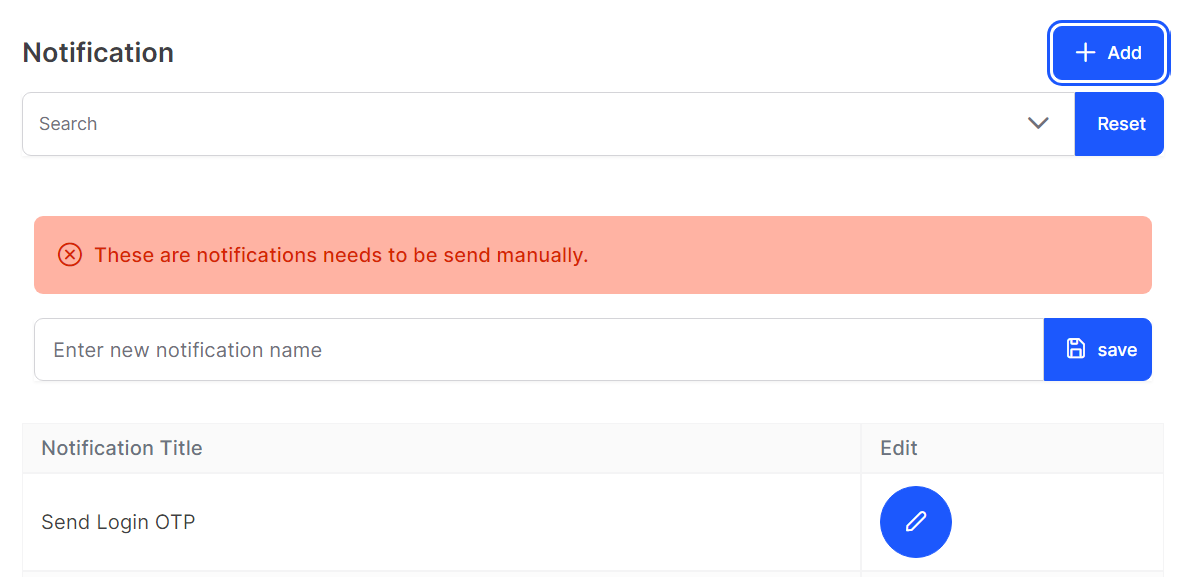 Notification
Add
Search
Reset
These are notifications needs to be send manually.
Enter new notification name
save
Notification Title
Edit
Send Login OTP